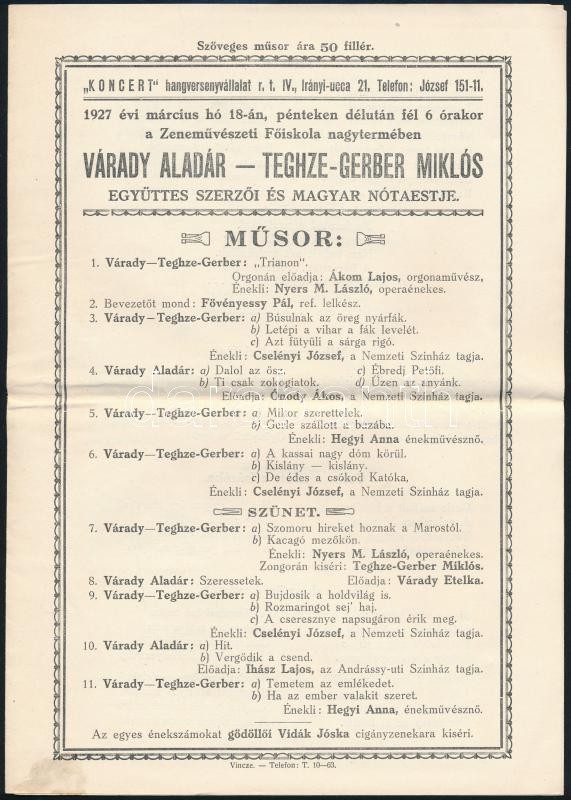 Szöveges műsor ára 50 fillér.
„KONCERT" hangversenyvállalat r. t. IV., Irányi-ucca 21, Telefon: József 151-11.
1927 évi március hó 18-án, pénteken délután fél 6 órakor
a Zeneművészeti Főiskola nagytermében
VÁRADY ALADÁR — TEGHZE-GERBER MIKLÓS
EGYÜTTES SZERZŐI ÉS MAGYAR NÓTAESTJE.
MŰSOR:
1. Várady—Teghze-Gerber: „Trianon".
Orgonán előadja: Ákom Lajos, orgonaművész,
Énekli: Nyers M. László, operaénekes.
2. Bevezetőt mond: Fövényessy Pál, ref. lelkész.
3. Várady—Teghze-Gerber: a) Búsulnak az öreg nyárfák.
b) Letépi a vihar a fák levelét.
c) Azt fütyüli a sárga rigó.
Énekli: Cselényi József, a Nemzeti Szinház tagja.
4. Várady Aladár: a) Dalol az ősz. c) Ébredj Petőfi.
b) Ti csak zokogjatok. d) Űzen az anyánk.
Előadja: Ónody Ákos, a Nemzeti Szinház tagja.
5. Várady—Teghze-Gerber: a) Mikor szerettelek.
b) Gerle szállott a búzába.
Énekli: Hegyi Anna énekművésznő.
6. Várady—Teghze-Gerber: a) A kassai nagy dóm körül.
b) Kislány — kislány.
c) De édes a csókod Katóka,
Énekli: Cselényi József, a Nemzeti Szinház tagja.
SZÜNET.
7. Várady—Teghze-Gerber: a) Szomoru hireket hoznak a Marostól.
b) Kacagó mezőkön.
Énekli: Nyers M. László, operaénekes.
Zongorán kiséri: Teghze-Gerber Miklós.
8. Várady Aladár: Szeressetek. Előadja: Várady Etelka.
9. Várady—Teghze-Gerber: a) Bujdosik a holdvilág is.
b) Rozmaringot sej' haj.
c) A cseresznye napsugáron érik meg.
Énekli: Cselényi József, a Nemzeti Szinház tagja.
10. Várady Aladár: a) Hit.
b) Vergődik a csend.
Előadja: Ihász Lajos, az Andrássy-uti Szinház tagja.
11. Várady—Teghze-Gerber: a) Temetem az emlékedet.
b) Ha az ember valakit szeret.
Énekli: Hegyi Anna, énekművésznő.
Az egyes énekszámokat gödöllői Vidák Jóska cigányzenekara kiséri.
Vincze. — Telefon: T. 10—63.